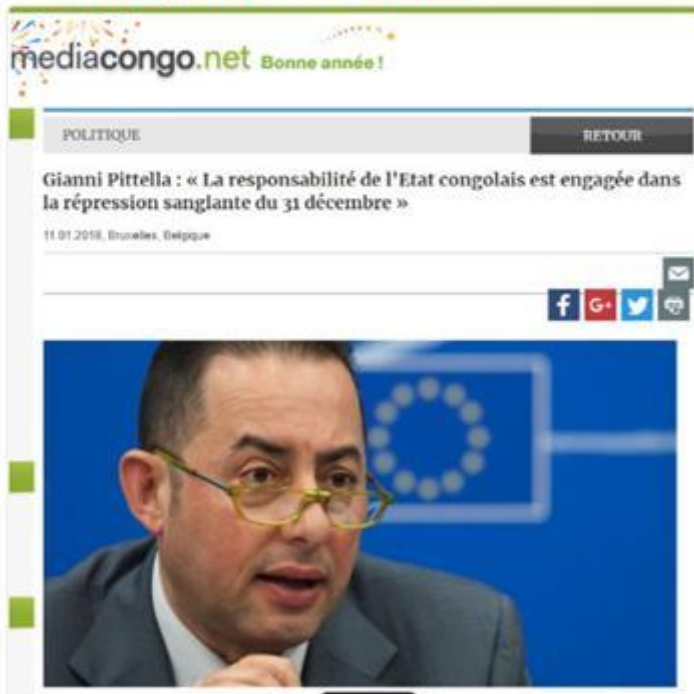 mediacongo.net Bonne année !
POLITIQUE
RETOUR
Gianni Pittella : « La responsabilité de l'Etat congolais est engagée dans
la répression sanglante du 31 décembre »
11.01.2018, Bruxelles, Belgique
f G+